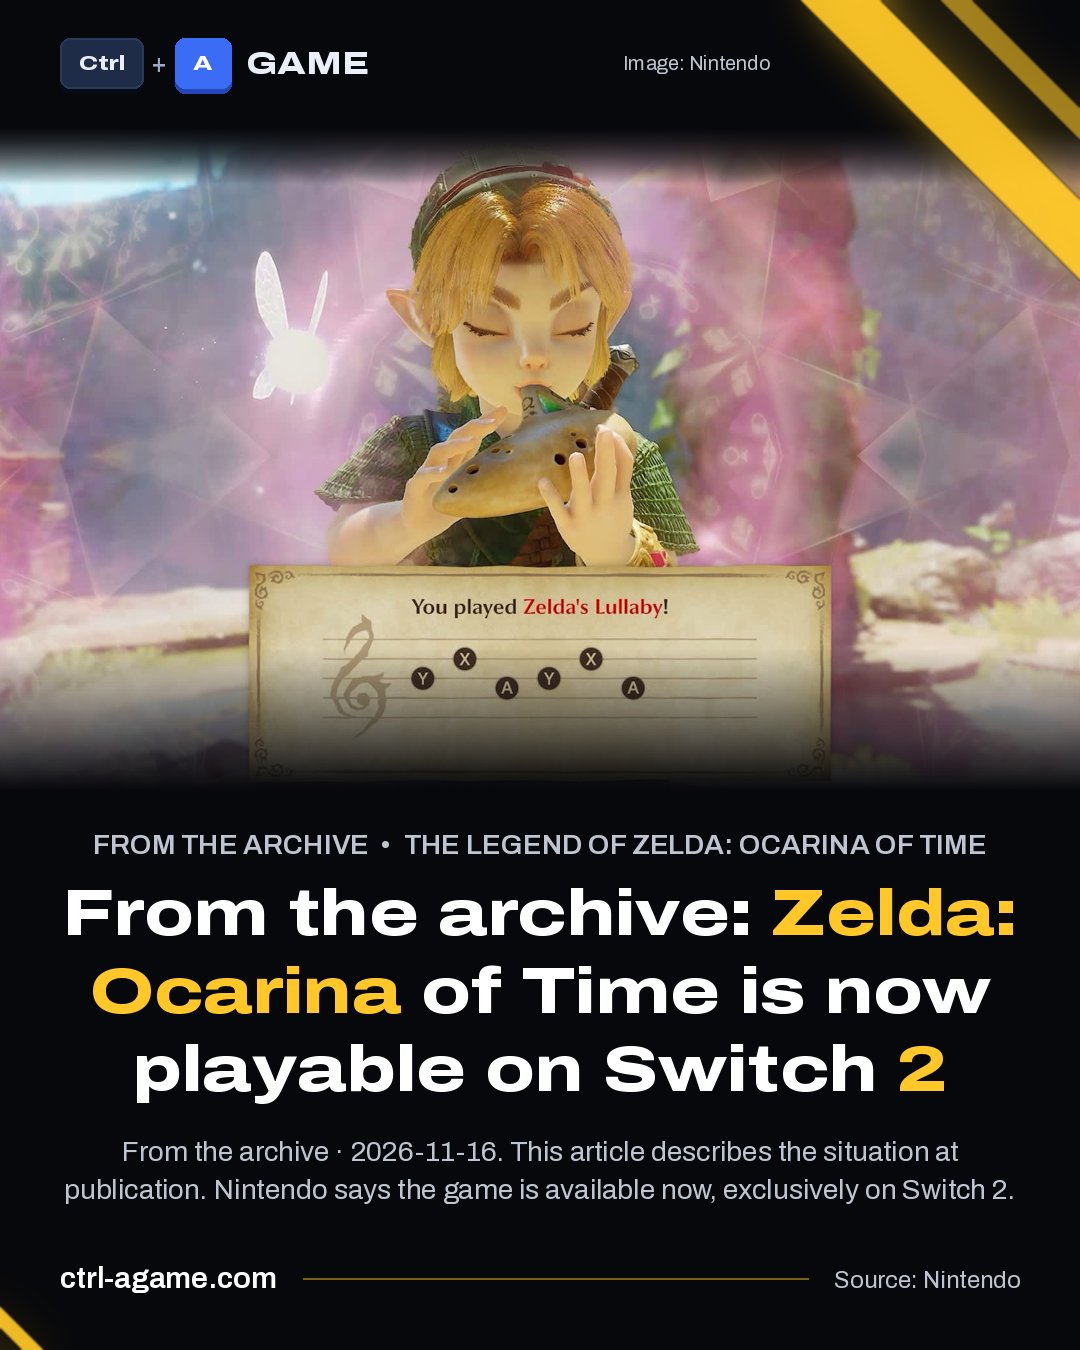 Ctrl + A GAME
Image: Nintendo
You played Zelda's Lullaby!
Y X A Y X A
FROM THE ARCHIVE • THE LEGEND OF ZELDA: OCARINA OF TIME
From the archive: Zelda:
Ocarina of Time is now
playable on Switch 2
From the archive · 2026-11-16. This article describes the situation at
publication. Nintendo says the game is available now, exclusively on Switch 2.
ctrl-agame.com
Source: Nintendo